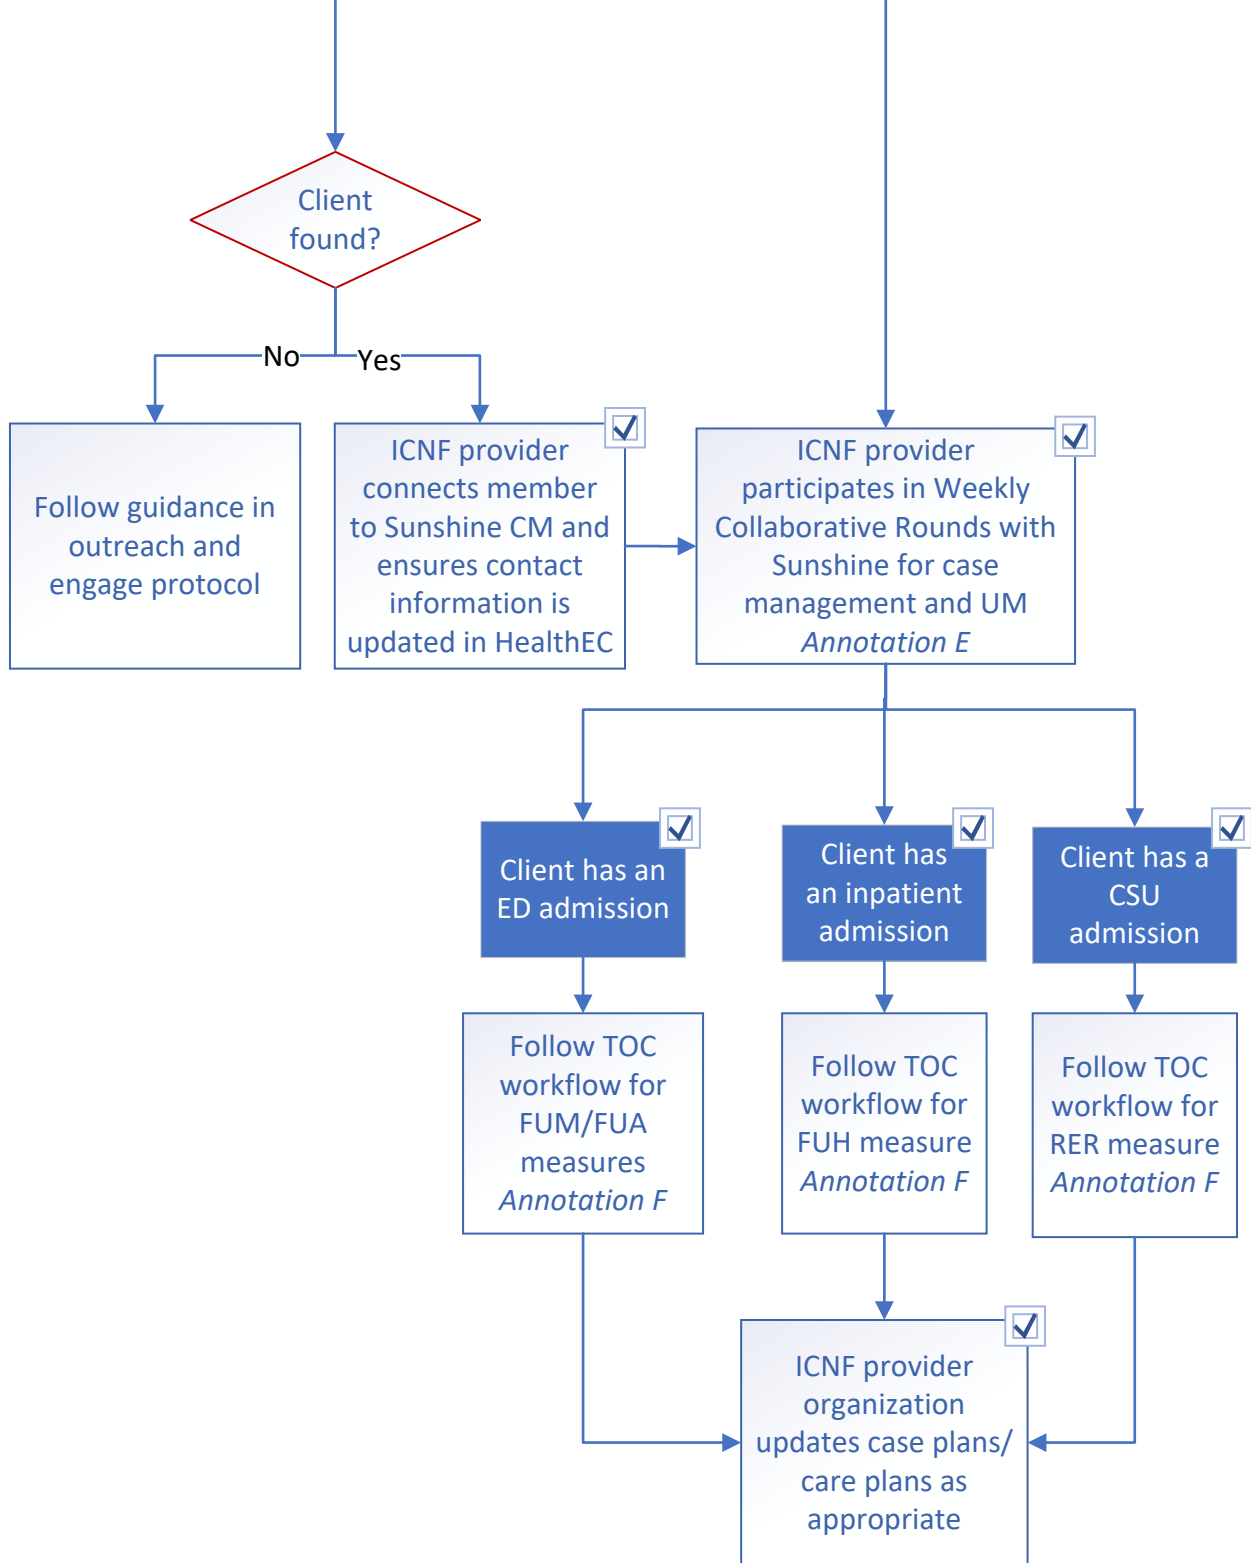 Client
found?
No
Yes
Follow guidance in
outreach and
engage protocol
ICNF provider
connects member
to Sunshine CM and
ensures contact
information is
updated in HealthEC
ICNF provider
participates in Weekly
Collaborative Rounds with
Sunshine for case
management and UM
Annotation E
Client has an
ED admission
Client has
an inpatient
admission
Client has a
CSU
admission
Follow TOC
workflow for
FUM/FUA
measures
Annotation F
Follow TOC
workflow for
FUH measure
Annotation F
Follow TOC
workflow for
RER measure
Annotation F
ICNF provider
organization
updates case plans/
care plans as
appropriate